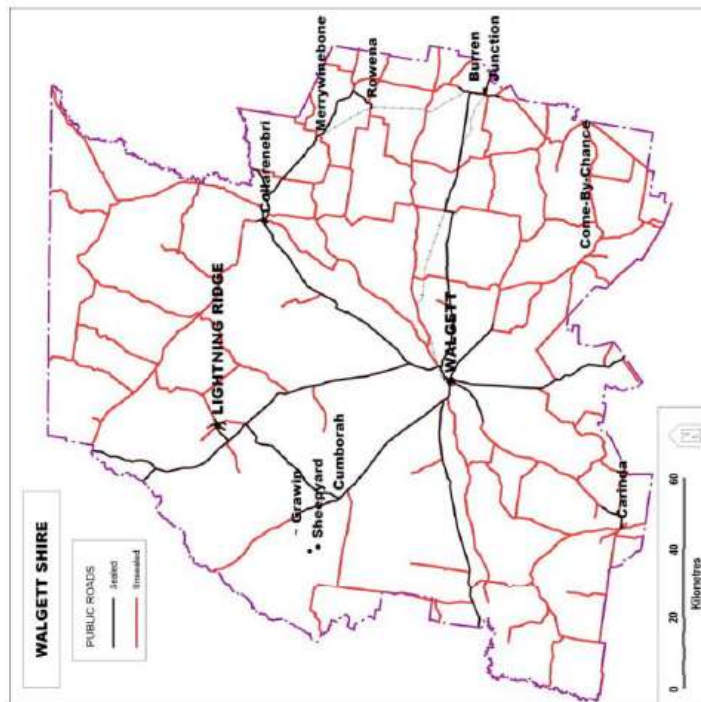 WALGETT SHIRE
PUBLIC ROADS
Sealed
Unsealed
LIGHTNING RIDGE
Collarenebri
Merrywinebone
Rowena
Grawin
Sheepyard
Cumborah
WALGETT
Burren
Junction
Come-By-Chance
Carinda
0
20
40
60
Kilometres